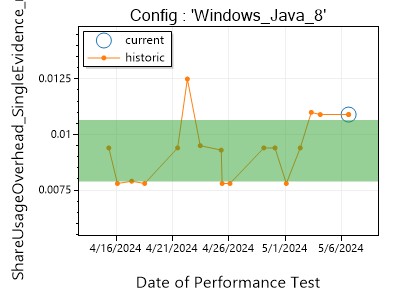 Config : 'Windows_Java_8'
current
historic
0.0125
0.01
0.0075
4/16/2024
4/21/2024
4/26/2024
5/1/2024
5/6/2024
Date of Performance Test
ShareUsageOverhead_SingleEvidence_